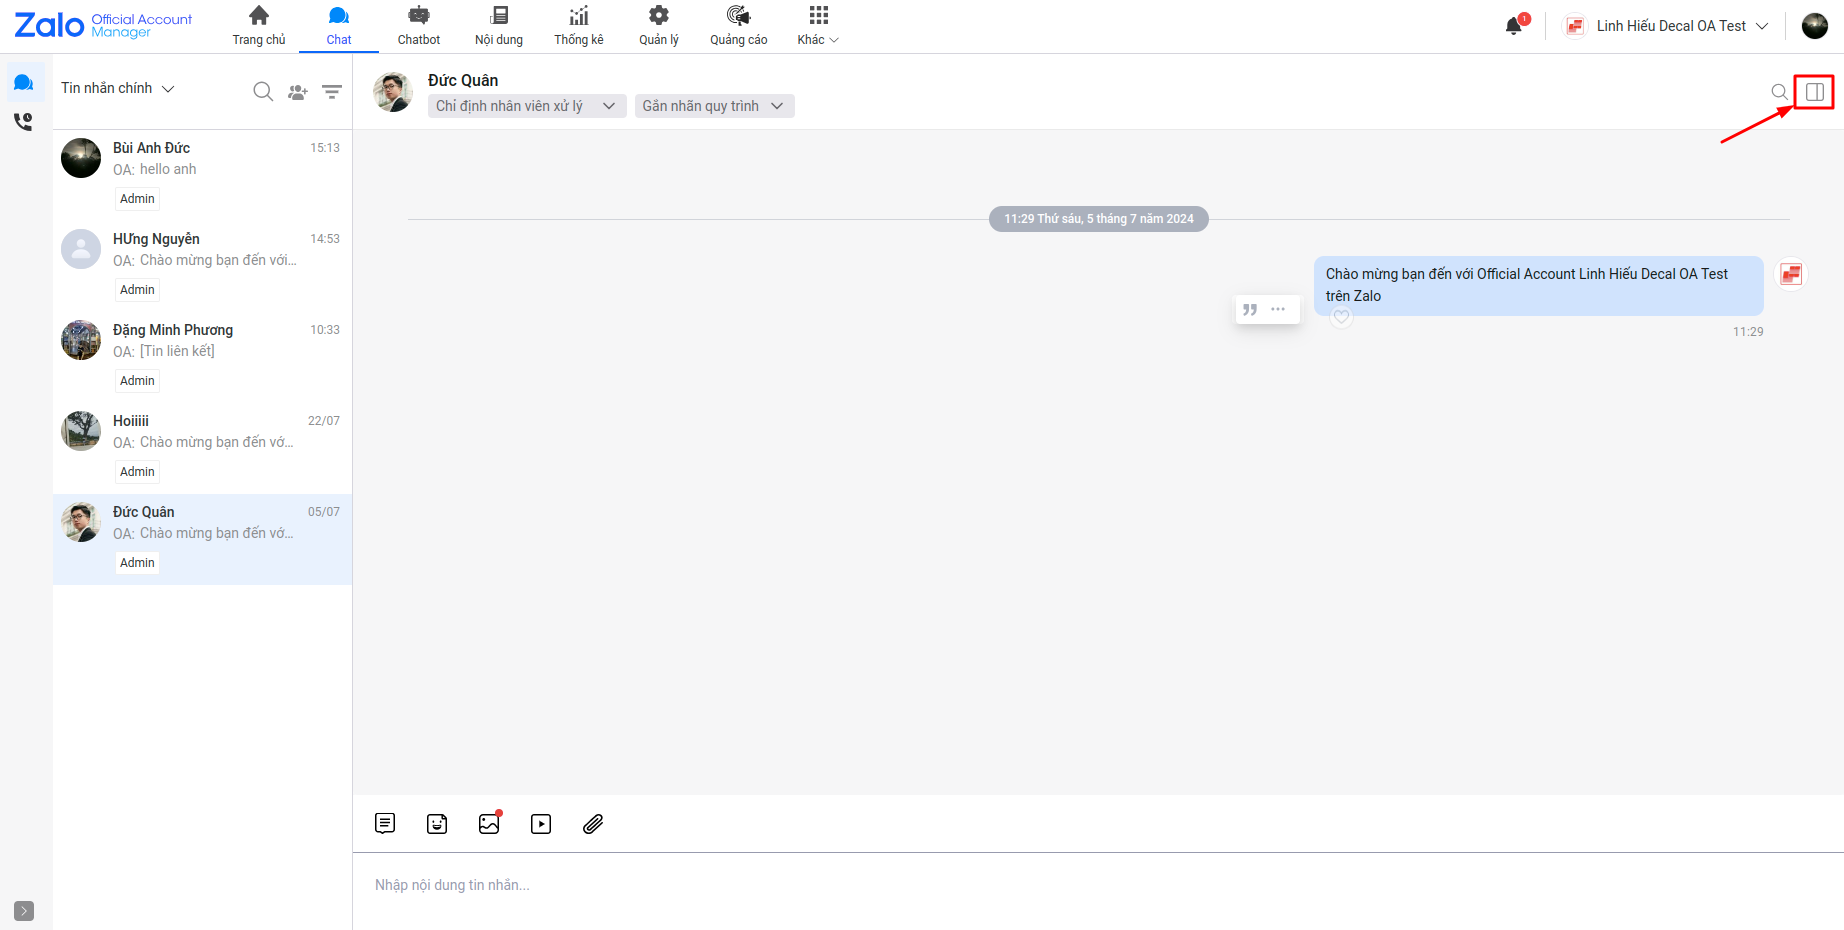 Zalo Official Account
Manager
Trang chủ
Chat
Chatbot
Nội dung
Thống kê
Quản lý
Quảng cáo
Khác
1
Linh Hiếu Decal OA Test
Tin nhắn chính
Bùi Anh Đức
15:13
OA: hello anh
Admin
HƯng Nguyễn
14:53
OA: Chào mừng bạn đến với...
Admin
Đặng Minh Phương
10:33
OA: [Tin liên kết]
Admin
Hoiiiii
22/07
OA: Chào mừng bạn đến vớ...
Admin
Đức Quân
05/07
OA: Chào mừng bạn đến vớ...
Admin
Đức Quân
Chỉ định nhân viên xử lý
Gắn nhãn quy trình
11:29 Thứ sáu, 5 tháng 7 năm 2024
Chào mừng bạn đến với Official Account Linh Hiếu Decal OA Test
trên Zalo
11:29
Nhập nội dung tin nhắn...